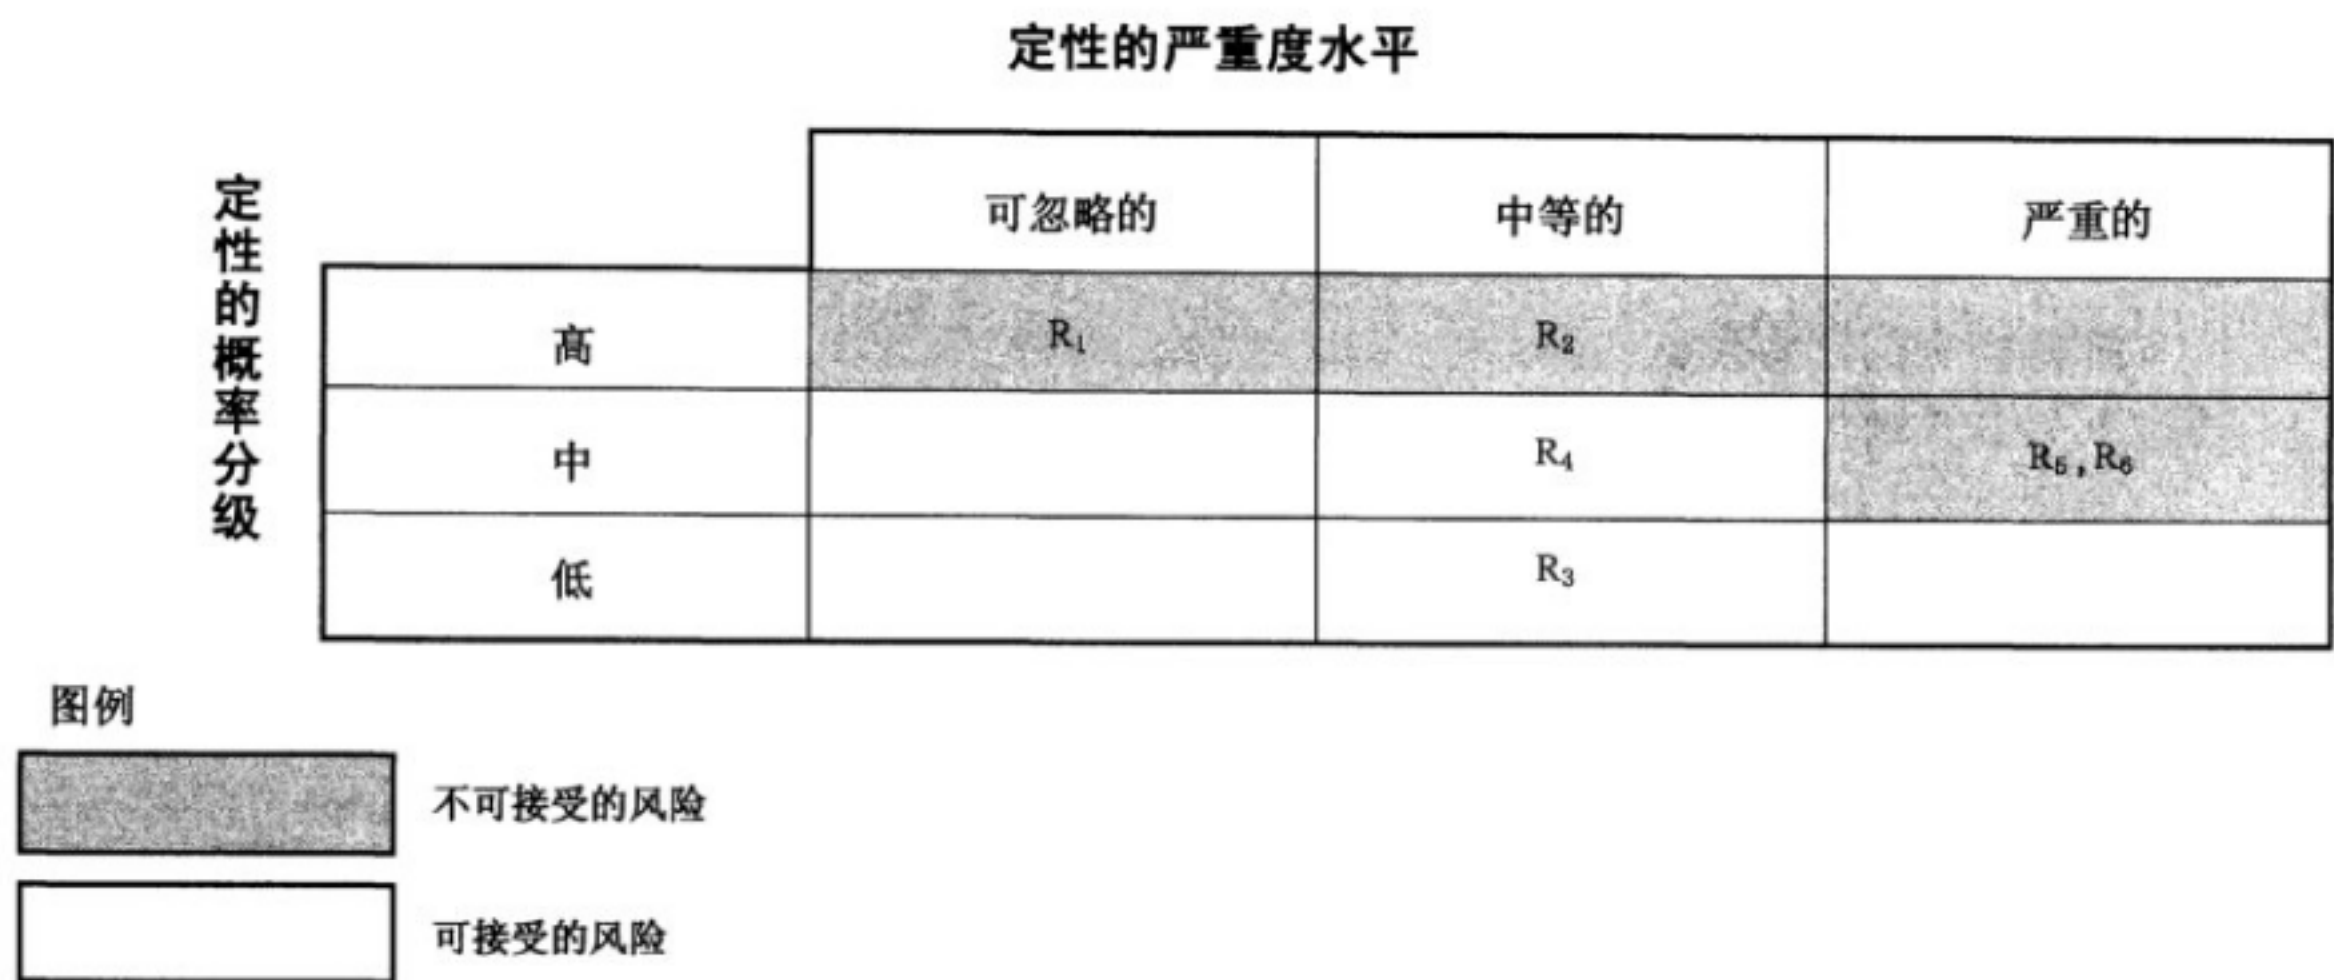 定性的严重度水平
定性的概率分级
可忽略的 中等的 严重的
高 R₁ R₂
中 R₄ R₅,R₆
低 R₃
图例
不可接受的风险
可接受的风险